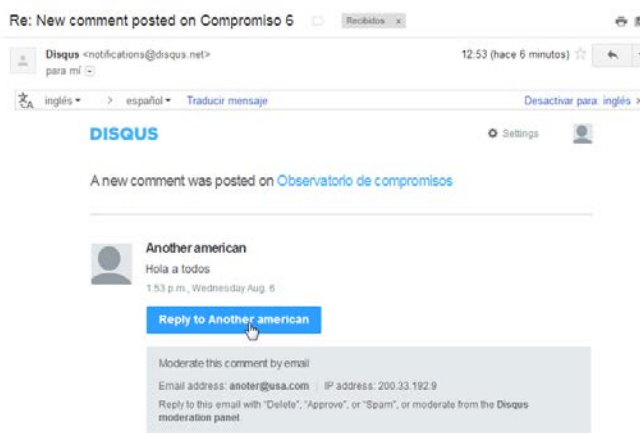 Re: New comment posted on Compromiso 6 Recibidos x
Disqus <notifications@disqus.net> 12:53 (hace 6 minutos)
para mí
inglés > español Traducir mensaje Desactivar para: inglés x
DISQUS Settings
A new comment was posted on Observatorio de compromisos
Another american
Hola a todos
1:53 p.m., Wednesday Aug. 6
Reply to Another american
Moderate this comment by email
Email address: anoter@usa.com | IP address: 200.33.192.9
Reply to this email with "Delete", "Approve", or "Spam", or moderate from the Disqus
moderation panel.